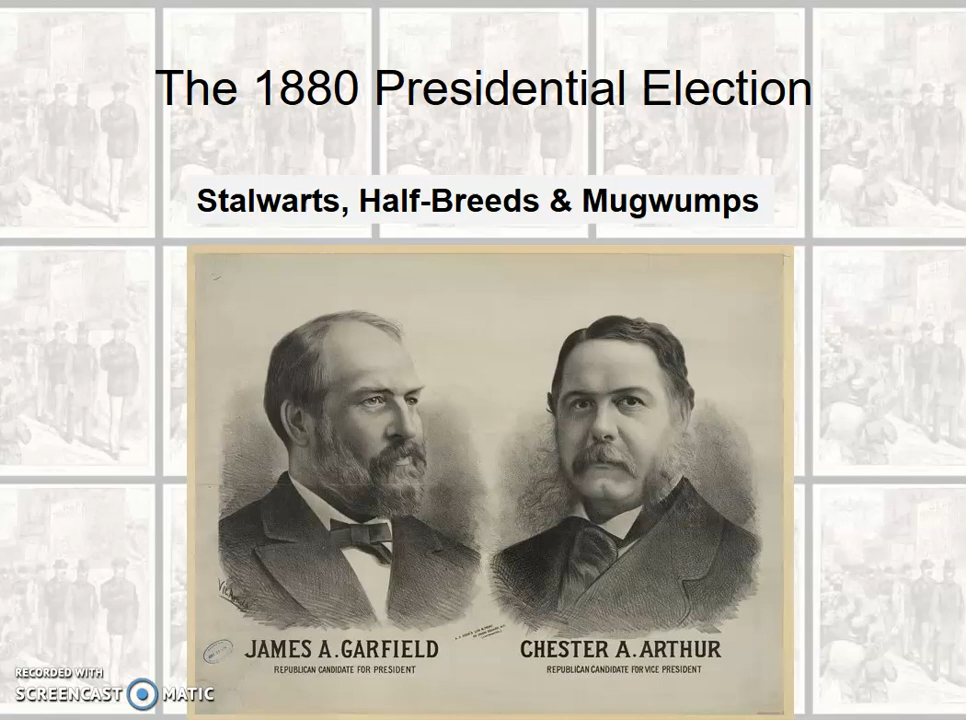 The 1880 Presidential Election
Stalwarts, Half-Breeds & Mugwumps
JAMES A. GARFIELD
REPUBLICAN CANDIDATE FOR PRESIDENT
CHESTER A. ARTHUR
REPUBLICAN CANDIDATE FOR VICE PRESIDENT
RECORDED WITH
SCREENCAST MATIC